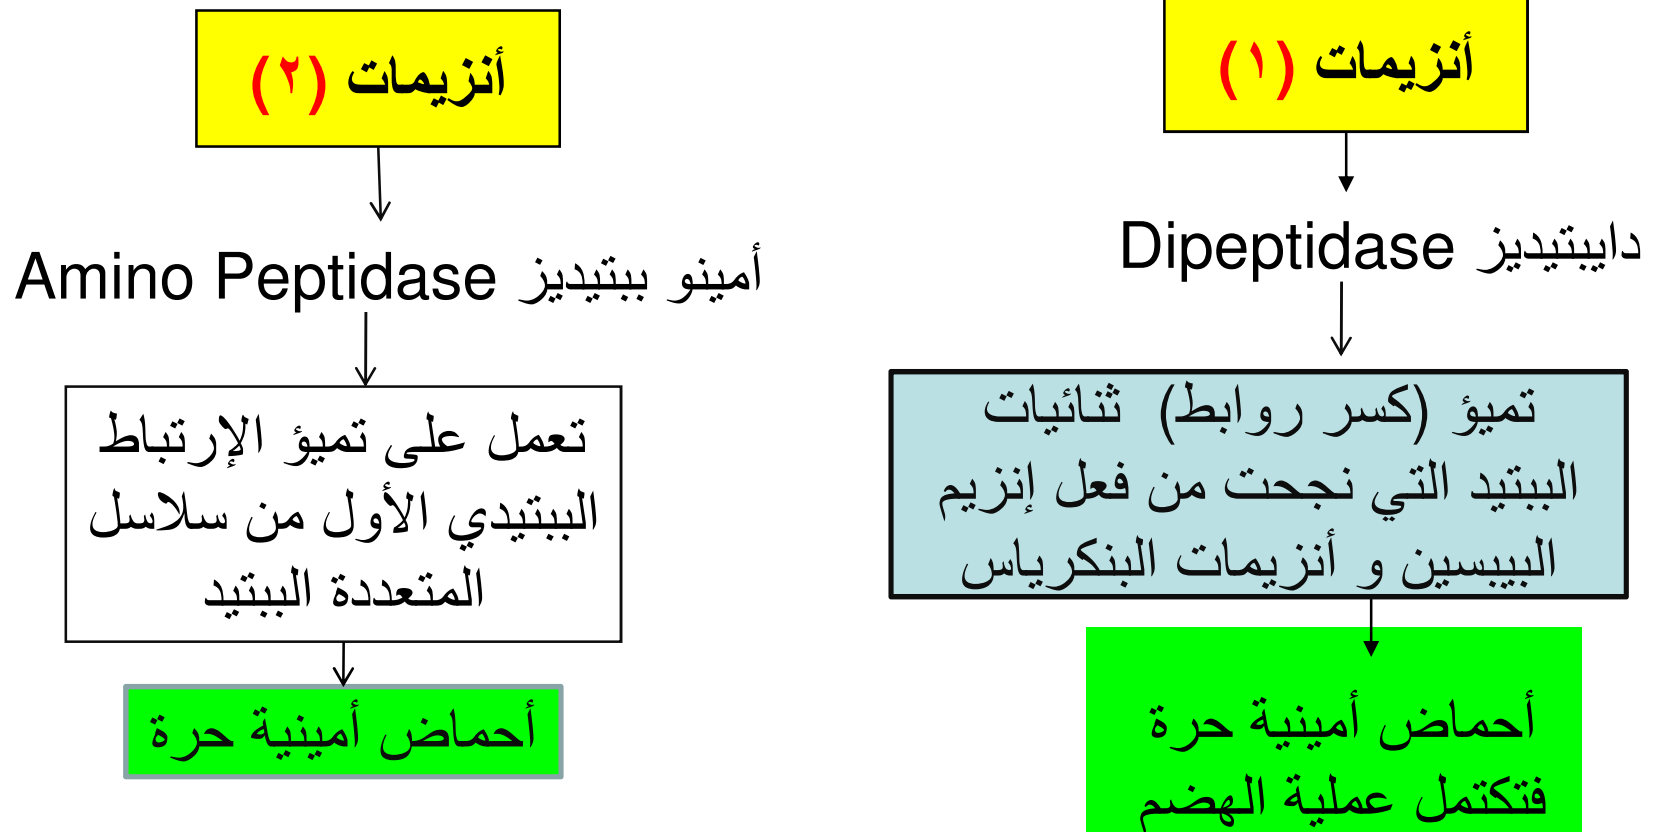 أنزيمات (١)
دايبتيديز Dipeptidase
تميؤ (كسر روابط) ثنائيات
الببتيد التي نجحت من فعل إنزيم
البيبسين و أنزيمات البنكرياس
أحماض أمينية حرة
فتكتمل عملية الهضم
أنزيمات (٢)
أمينو ببتيديز Amino Peptidase
تعمل على تميؤ الإرتباط
الببتيدي الأول من سلاسل
المتعددة الببتيد
أحماض أمينية حرة